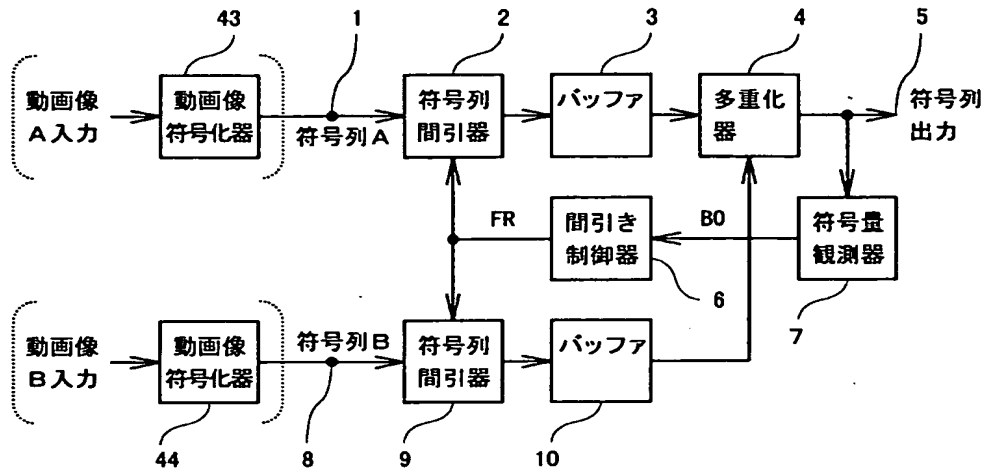 43
1
2
3
4
5
動画像
A入力
動画像
符号化器
符号列A
符号列
間引器
バッファ
多重化
器
符号列
出力
FR
間引き
制御器
BO
符号量
観測器
6
7
動画像
B入力
動画像
符号化器
符号列B
符号列
間引器
バッファ
44
8
9
10